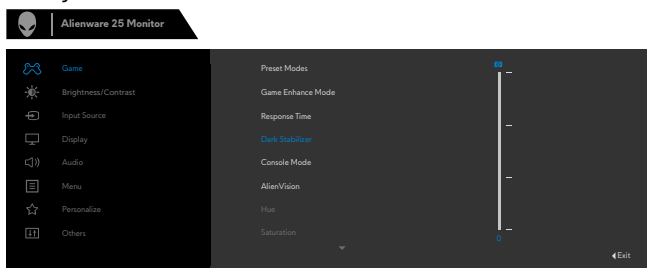 Alienware 25 Monitor
Game
Brightness/Contrast
Input Source
Display
Audio
Menu
Personalize
Others
Preset Modes
Game Enhance Mode
Response Time
Dark Stabilizer
Console Mode
AlienVision
Hue
Saturation
0
Exit